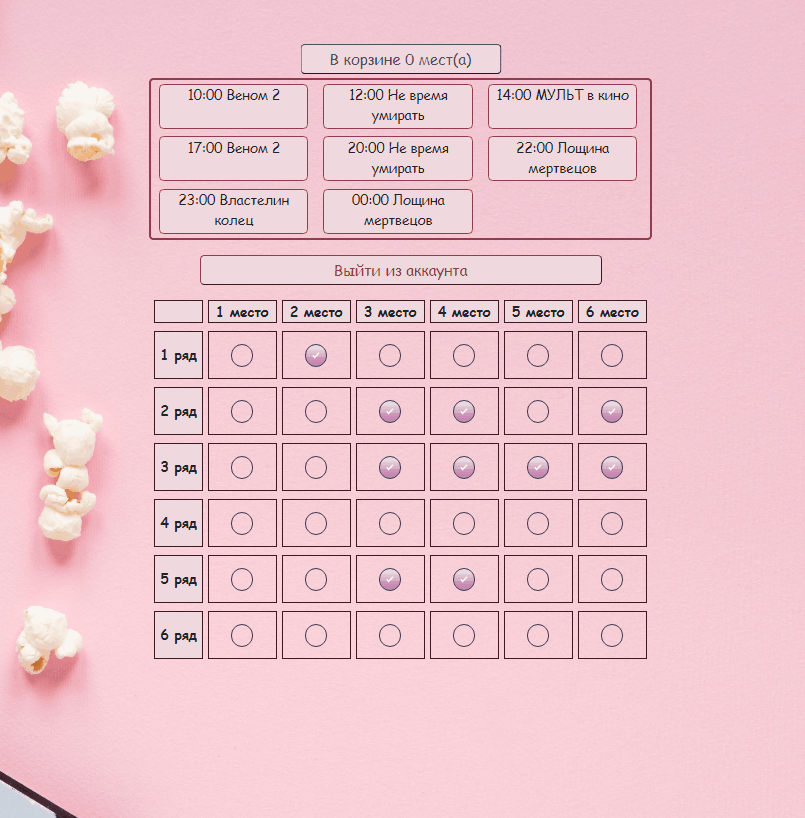 В корзине 0 мест(а)
10:00 Веном 2
12:00 Не время
умирать
14:00 МУЛЬТ в кино
17:00 Веном 2
20:00 Не время
умирать
22:00 Лощина
мертвецов
23:00 Властелин
колец
00:00 Лощина
мертвецов
Выйти из аккаунта
1 место 2 место 3 место 4 место 5 место 6 место
1 ряд
2 ряд
3 ряд
4 ряд
5 ряд
6 ряд